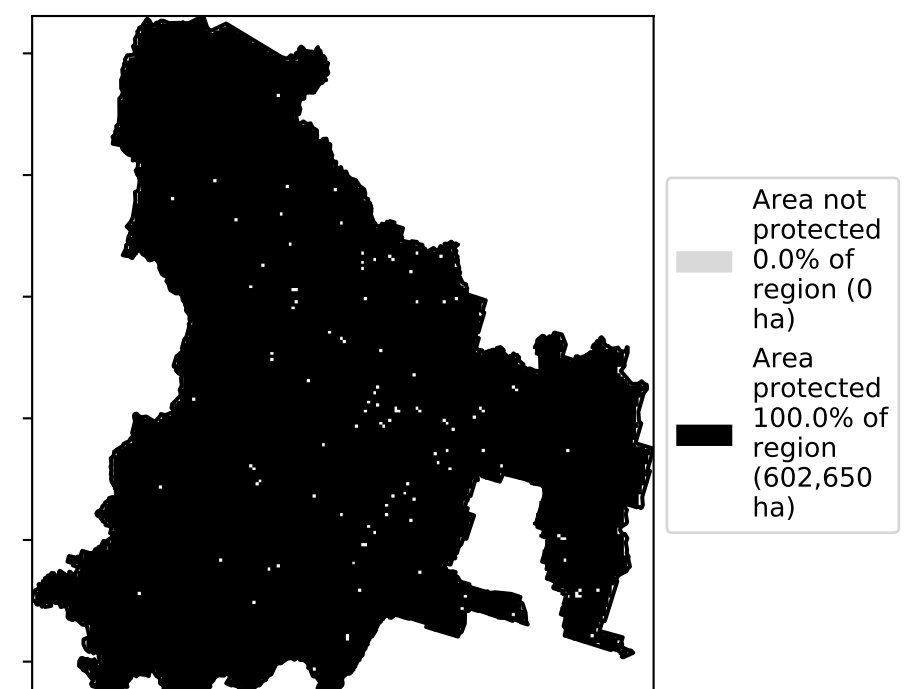 Area not
protected
0.0% of
region (0
ha)
Area
protected
100.0% of
region
(602,650
ha)